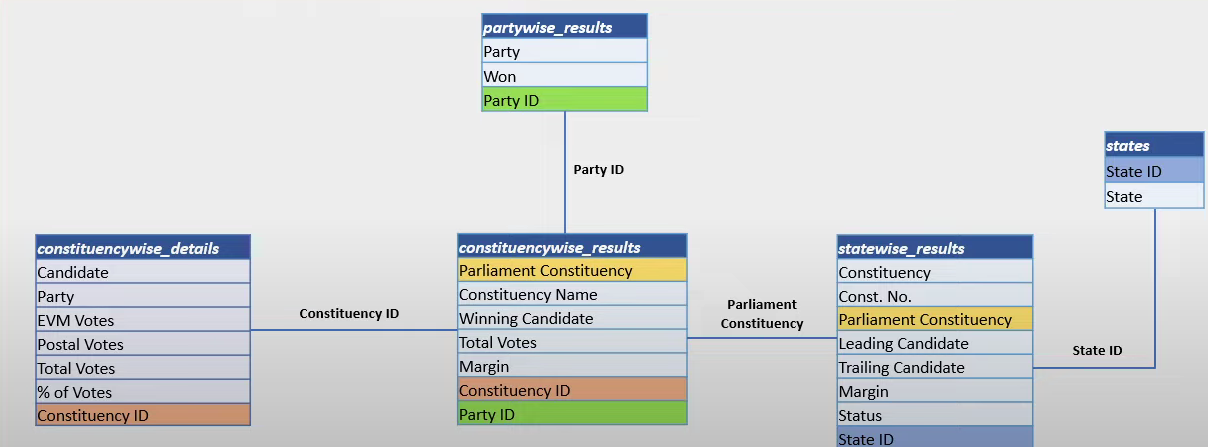 partywise_results
Party
Won
Party ID
Party ID
states
State ID
State
constituencywise_details
Candidate
Party
EVM Votes
Postal Votes
Total Votes
% of Votes
Constituency ID
Constituency ID
constituencywise_results
Parliament Constituency
Constituency Name
Winning Candidate
Total Votes
Margin
Constituency ID
Party ID
Parliament
Constituency
statewise_results
Constituency
Const. No.
Parliament Constituency
Leading Candidate
Trailing Candidate
Margin
Status
State ID
State ID